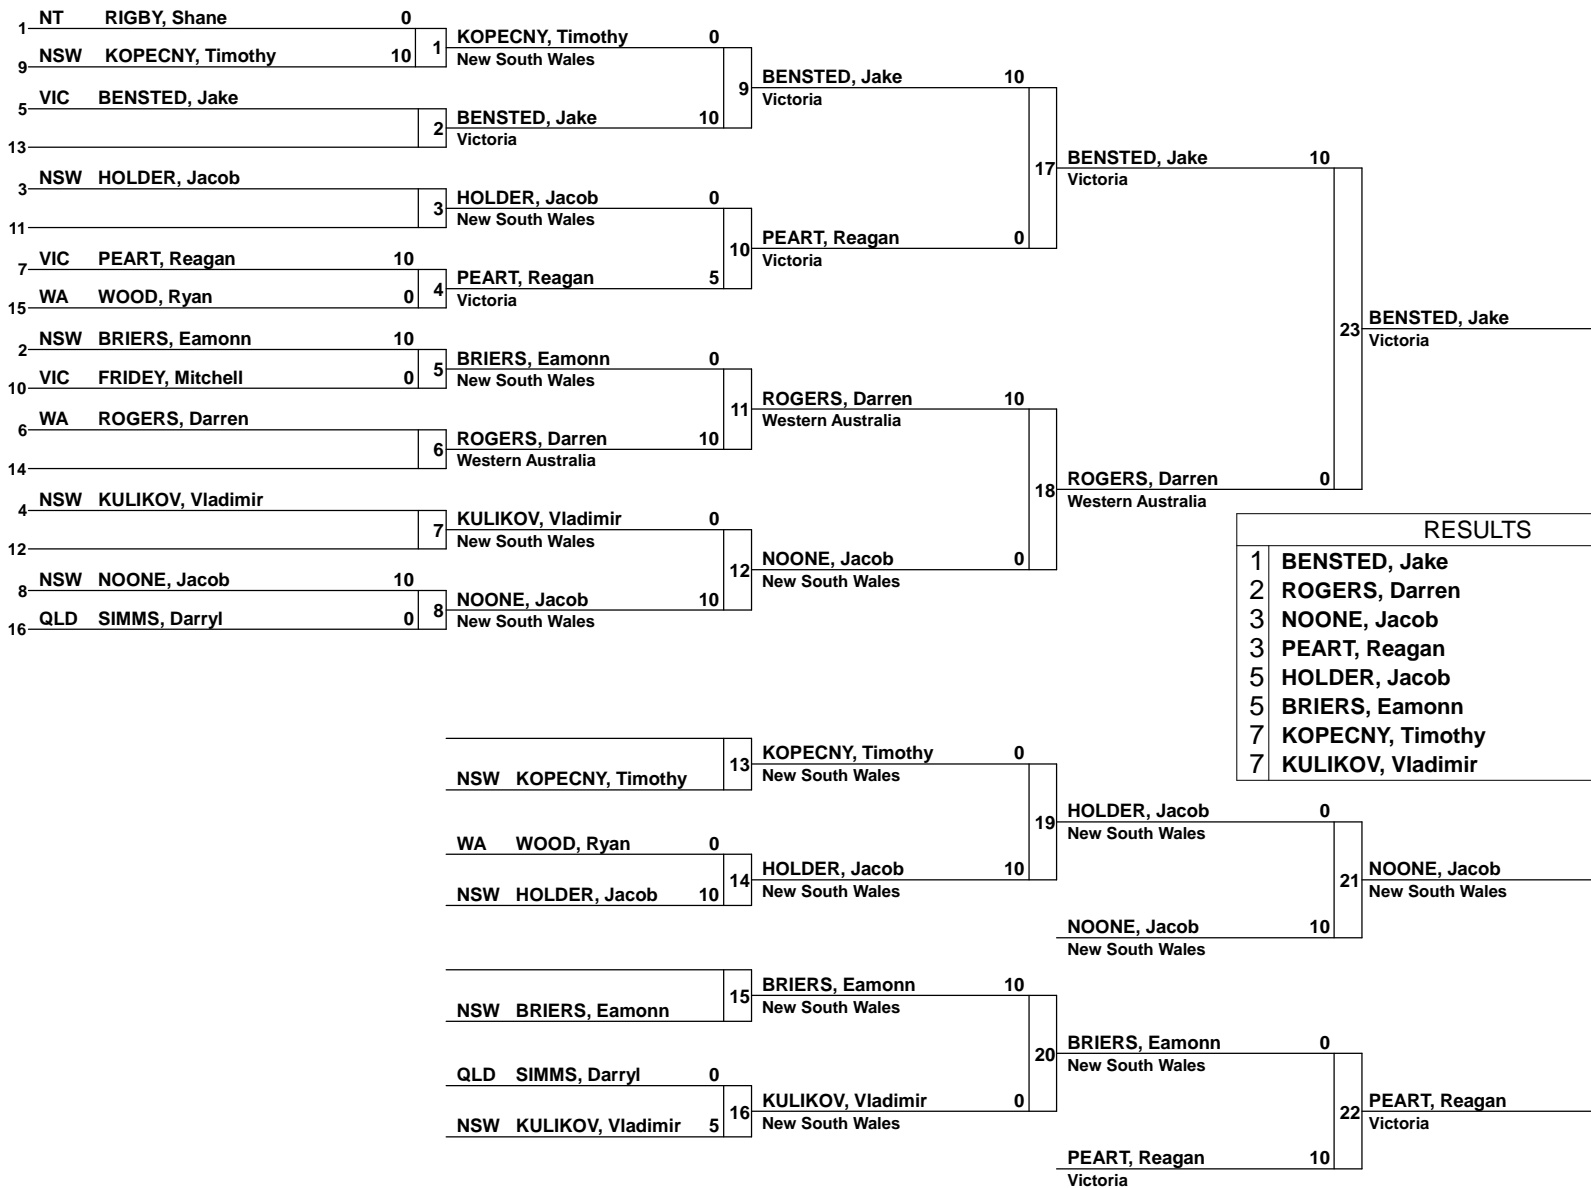 1 NT RIGBY, Shane 0
9 NSW KOPECNY, Timothy 10
1
KOPECNY, Timothy 0
New South Wales
5 VIC BENSTED, Jake
13
2
BENSTED, Jake 10
Victoria
9
BENSTED, Jake 10
Victoria
3 NSW HOLDER, Jacob
11
3
HOLDER, Jacob 0
New South Wales
7 VIC PEART, Reagan 10
15 WA WOOD, Ryan 0
4
PEART, Reagan 5
Victoria
10
PEART, Reagan 0
Victoria
17
BENSTED, Jake 10
Victoria
2 NSW BRIERS, Eamonn 10
10 VIC FRIDEY, Mitchell 0
5
BRIERS, Eamonn 0
New South Wales
6 WA ROGERS, Darren
14
6
ROGERS, Darren 10
Western Australia
11
ROGERS, Darren 10
Western Australia
4 NSW KULIKOV, Vladimir
12
7
KULIKOV, Vladimir 0
New South Wales
8 NSW NOONE, Jacob 10
16 QLD SIMMS, Darryl 0
8
NOONE, Jacob 10
New South Wales
12
NOONE, Jacob 0
New South Wales
18
ROGERS, Darren 0
Western Australia
23
BENSTED, Jake
Victoria
RESULTS
1 BENSTED, Jake
2 ROGERS, Darren
3 NOONE, Jacob
3 PEART, Reagan
5 HOLDER, Jacob
5 BRIERS, Eamonn
7 KOPECNY, Timothy
7 KULIKOV, Vladimir
NSW KOPECNY, Timothy
13
KOPECNY, Timothy 0
New South Wales
WA WOOD, Ryan 0
NSW HOLDER, Jacob 10
14
HOLDER, Jacob 10
New South Wales
19
HOLDER, Jacob 0
New South Wales
NOONE, Jacob 10
New South Wales
21
NOONE, Jacob
New South Wales
NSW BRIERS, Eamonn
15
BRIERS, Eamonn 10
New South Wales
QLD SIMMS, Darryl 0
NSW KULIKOV, Vladimir 5
16
KULIKOV, Vladimir 0
New South Wales
20
BRIERS, Eamonn 0
New South Wales
PEART, Reagan 10
Victoria
22
PEART, Reagan
Victoria